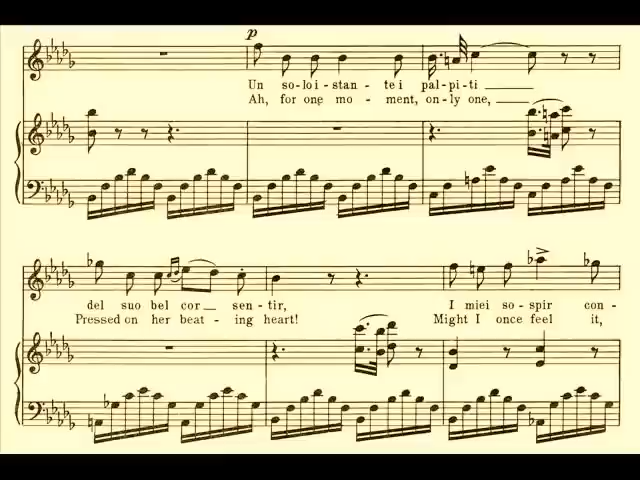 p
Un so-lo i-stan - te i pal-pi-ti
Ah, for one mo - ment, on-ly one,
del suo bel cor sen-tir,
I miei so-spir con-
Pressed on her beat - ing heart!
Might I once feel it,